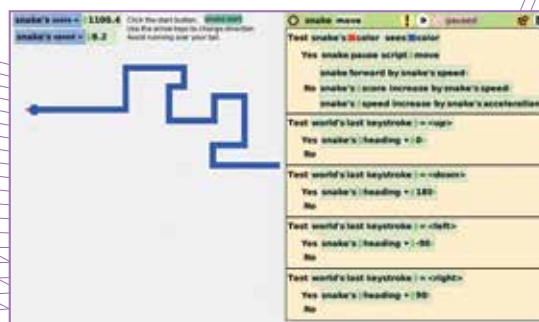 snake's score 1100.4
snake's speed 8.2
Click the start button. snake start
Use the arrow keys to change direction
Avoid running over your tail.
snake move ! paused
Test snake's color sees color
Yes snake pause script move
snake forward by snake's speed
No snake's score increase by snake's speed
snake's speed increase by snake's acceleration
Test world's last keystroke = <up>
Yes snake's heading 0
No
Test world's last keystroke = <down>
Yes snake's heading 180
No
Test world's last keystroke = <left>
Yes snake's heading -90
No
Test world's last keystroke = <right>
Yes snake's heading 90
No